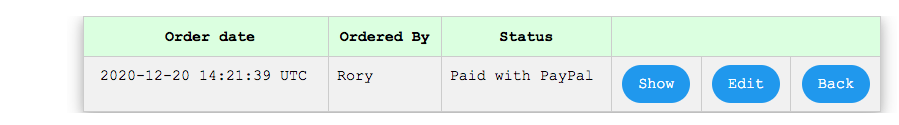 Order date Ordered By Status
2020-12-20 14:21:39 UTC Rory Paid with PayPal Show Edit Back